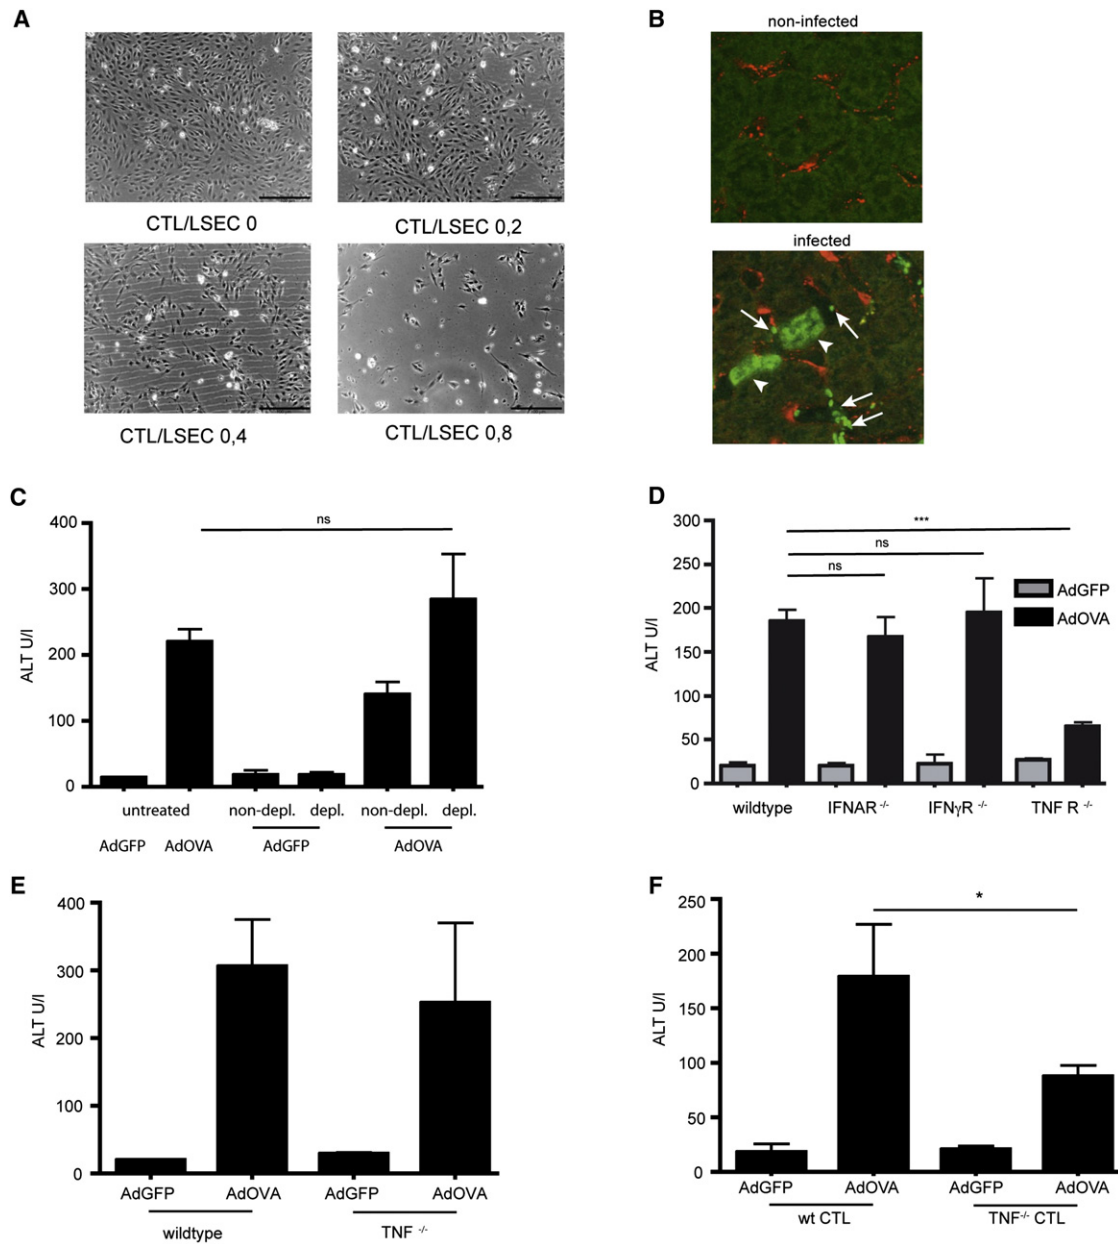 A
CTL/LSEC 0
CTL/LSEC 0,2
CTL/LSEC 0,4
CTL/LSEC 0,8
B
non-infected
infected
C
400
300
200
100
0
ALT U/l
ns
untreated
non-depl.
depl.
non-depl.
depl.
AdGFP
AdOVA
AdGFP
AdOVA
D
300
250
200
150
100
50
0
ALT U/l
***
ns
ns
AdGFP
AdOVA
wildtype
IFNAR -/-
IFNγR -/-
TNF R -/-
E
400
300
200
100
0
ALT U/l
AdGFP
AdOVA
AdGFP
AdOVA
wildtype
TNF -/-
F
250
200
150
100
50
0
ALT U/l
*
AdGFP
AdOVA
AdGFP
AdOVA
wt CTL
TNF-/- CTL